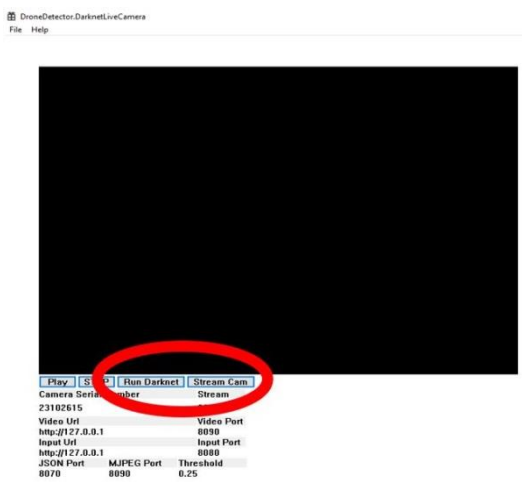 DroneDetector.DarknetLiveCamera
File Help
Play Run Darknet Stream Cam
Camera Stream
23102615
Video Url Video Port
http://127.0.0.1 8090
Input Url Input Port
http://127.0.0.1 8080
JSON Port MJPEG Port Threshold
8070 8090 0.25